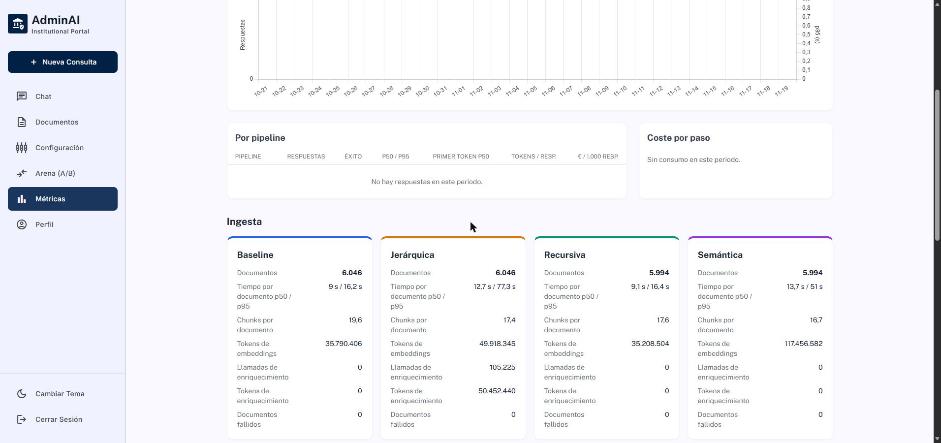 AdminAI
Institutional Portal
+ Nueva Consulta
Chat
Documentos
Configuración
Arena (A/B)
Métricas
Perfil
Cambiar Tema
Cerrar Sesión
Respuestas
0
10-21 10-22 10-23 10-24 10-25 10-26 10-27 10-28 10-29 10-30 10-31 11-01 11-02 11-03 11-04 11-05 11-06 11-07 11-08 11-09 11-10 11-11 11-12 11-13 11-14 11-15 11-16 11-17 11-18 11-19
0,8
0,7
0,6
0,5
0,4
0,3
0,2
0,1
0
p95 (s)
Por pipeline
PIPELINE RESPUESTAS ÉXITO P50 / P95 PRIMER TOKEN P50 TOKENS / RESP. € / 1.000 RESP.
No hay respuestas en este periodo.
Coste por paso
Sin consumo en este periodo.
Ingesta
Baseline
Documentos 6.046
Tiempo por 9 s / 16,2 s
documento p50 /
p95
Chunks por 19,6
documento
Tokens de 35.790.406
embeddings
Llamadas de 0
enriquecimiento
Tokens de 0
enriquecimiento
Documentos 0
fallidos
Jerárquica
Documentos 6.046
Tiempo por 12,7 s / 77,3 s
documento p50 /
p95
Chunks por 17,4
documento
Tokens de 49.918.345
embeddings
Llamadas de 105.225
enriquecimiento
Tokens de 50.452.440
enriquecimiento
Documentos 0
fallidos
Recursiva
Documentos 5.994
Tiempo por 9,1 s / 16,4 s
documento p50 /
p95
Chunks por 17,6
documento
Tokens de 35.208.504
embeddings
Llamadas de 0
enriquecimiento
Tokens de 0
enriquecimiento
Documentos 0
fallidos
Semántica
Documentos 5.994
Tiempo por 13,7 s / 51 s
documento p50 /
p95
Chunks por 16,7
documento
Tokens de 117.456.582
embeddings
Llamadas de 0
enriquecimiento
Tokens de 0
enriquecimiento
Documentos 0
fallidos